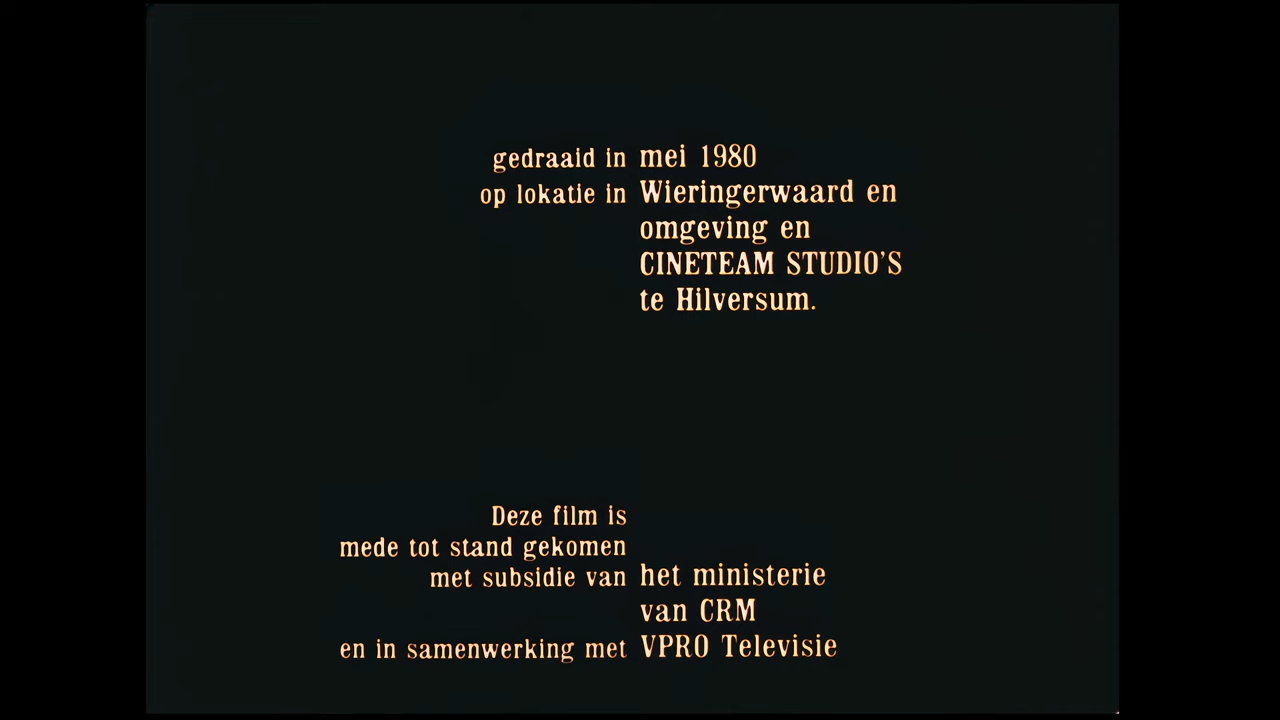 gedraaid in mei 1980
op lokatie in Wieringerwaard en
omgeving en
CINETEAM STUDIO'S
te Hilversum.
Deze film is
mede tot stand gekomen
met subsidie van het ministerie
van CRM
en in samenwerking met VPRO Televisie